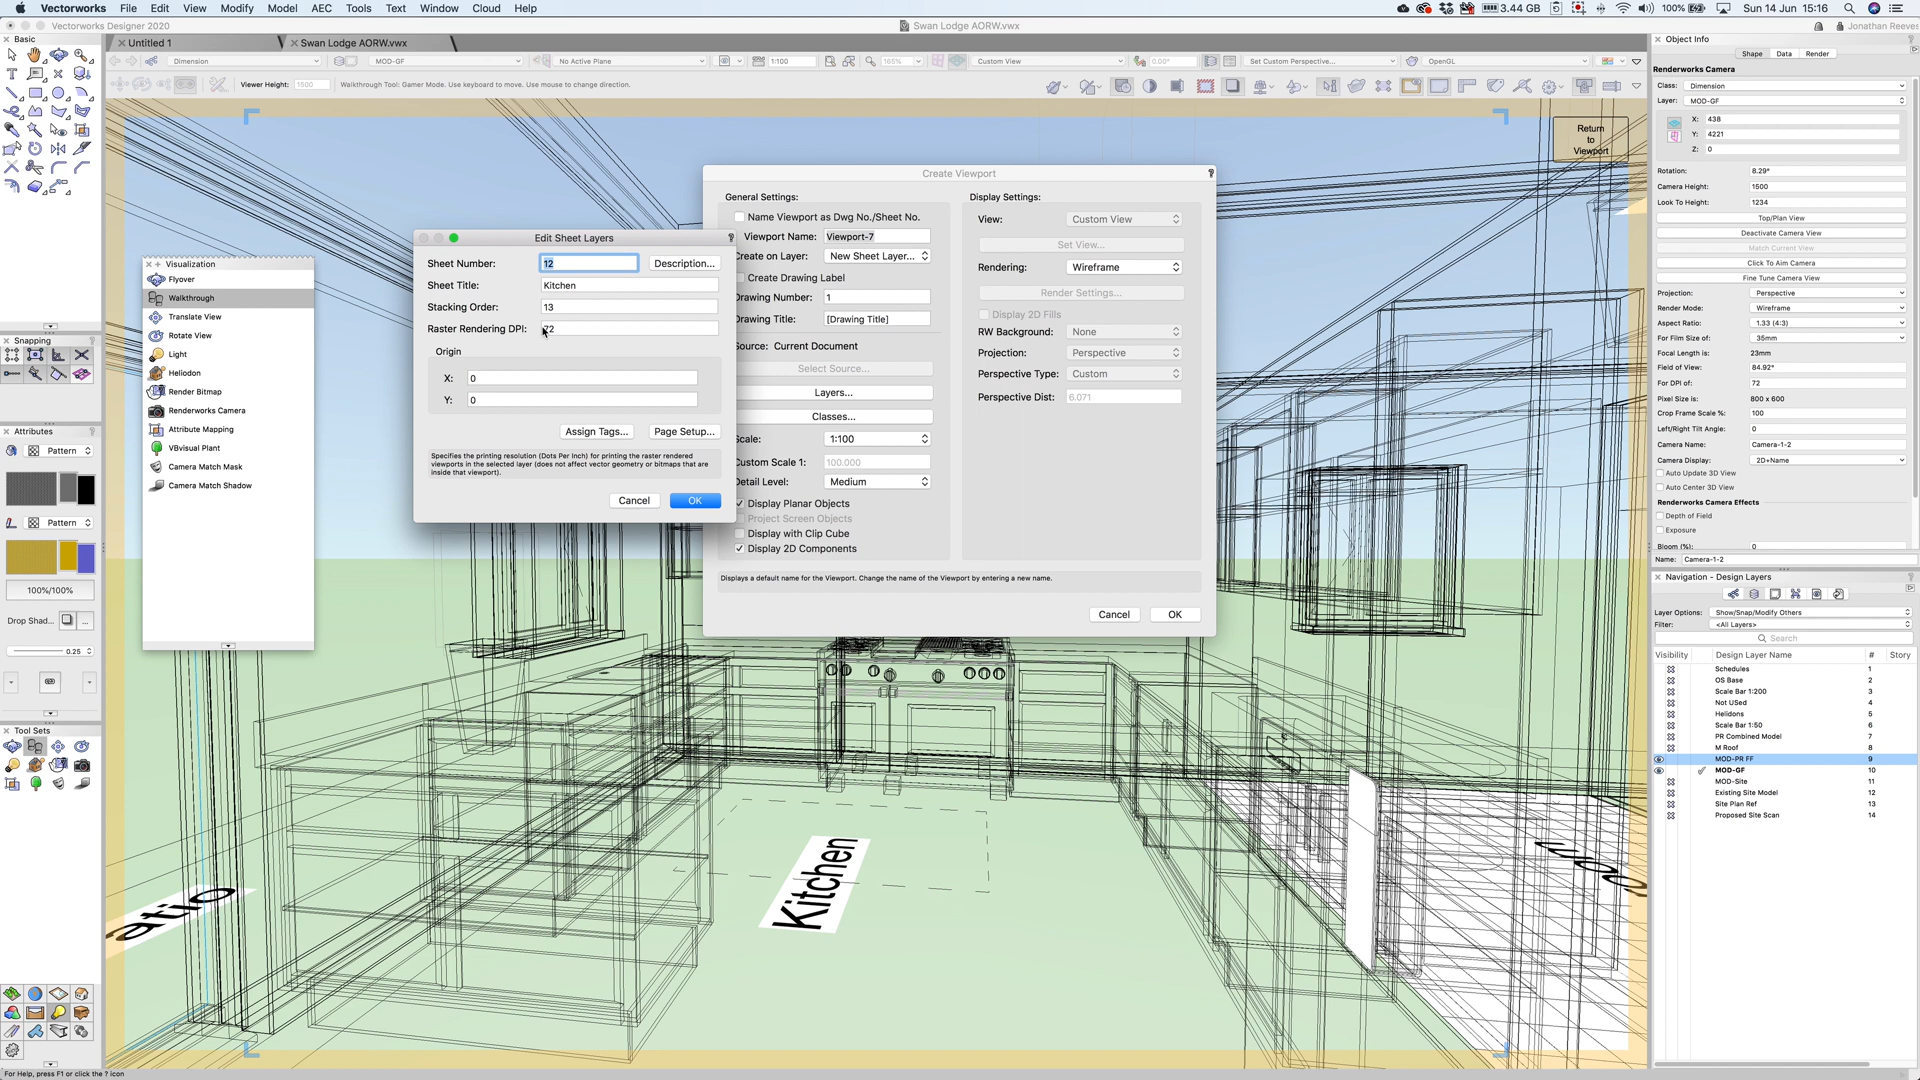 Vectorworks File Edit View Modify Model AEC Tools Text Window Cloud Help
3.44 GB 100% Sun 14 Jun 15:16
Vectorworks Designer 2020
Swan Lodge AORW.vwx
Jonathan Reeves
Basic
Untitled 1
Swan Lodge AORW.vwx
Dimension
MOD-GF
No Active Plane
1:100
165%
Custom View
0.00°
Set Custom Perspective...
OpenGL
Viewer Height: 1500
Walkthrough Tool: Gamer Mode. Use keyboard to move. Use mouse to change direction.
Return
to
Viewport
Snapping
Attributes
Pattern
Pattern
100%/100%
Drop Shad...
...
0.25
Tool Sets
For Help, press F1 or click the ? icon
Visualization
Flyover
Walkthrough
Translate View
Rotate View
Light
Heliodon
Render Bitmap
Renderworks Camera
Attribute Mapping
VBvisual Plant
Camera Match Mask
Camera Match Shadow
Edit Sheet Layers
?
Sheet Number: 12 Description...
Sheet Title: Kitchen
Stacking Order: 13
Raster Rendering DPI: 72
Origin
X: 0
Y: 0
Assign Tags... Page Setup...
Specifies the printing resolution (Dots Per Inch) for printing the raster rendered
viewports in the selected layer (does not affect vector geometry or bitmaps that are
inside that viewport).
Cancel OK
Create Viewport
?
General Settings:
Name Viewport as Dwg No./Sheet No.
Viewport Name: Viewport-7
Create on Layer: New Sheet Layer...
Create Drawing Label
Drawing Number: 1
Drawing Title: [Drawing Title]
Source: Current Document
Select Source...
Layers...
Classes...
Scale: 1:100
Custom Scale 1: 100.000
Detail Level: Medium
Display Planar Objects
Project Screen Objects
Display with Clip Cube
Display 2D Components
Display Settings:
View: Custom View
Set View...
Rendering: Wireframe
Render Settings...
Display 2D Fills
RW Background: None
Projection: Perspective
Perspective Type: Custom
Perspective Dist: 6.071
Displays a default name for the Viewport. Change the name of the Viewport by entering a new name.
Cancel OK
Kitchen
atio
Object Info
Shape Data Render
Renderworks Camera
Class: Dimension
Layer: MOD-GF
X: 438
Y: 4221
Z: 0
Rotation: 8.29°
Camera Height: 1500
Look To Height: 1234
Top/Plan View
Deactivate Camera View
Match Current View
Click To Aim Camera
Fine Tune Camera View
Projection: Perspective
Render Mode: Wireframe
Aspect Ratio: 1.33 (4:3)
For Film Size of: 35mm
Focal Length is: 23mm
Field of View: 84.92°
For DPI of: 72
Pixel Size is: 800 x 600
Crop Frame Scale %: 100
Left/Right Tilt Angle: 0
Camera Name: Camera-1-2
Camera Display: 2D+Name
Auto Update 3D View
Auto Center 3D View
Renderworks Camera Effects
Depth of Field
Exposure
Bloom (%): 0
Name: Camera-1-2
Navigation - Design Layers
Layer Options: Show/Snap/Modify Others
Filter: <All Layers>
Search
Visibility Design Layer Name # Story
Schedules 1
OS Base 2
Scale Bar 1:200 3
Not USed 4
Helidons 5
Scale Bar 1:50 6
PR Combined Model 7
M Roof 8
MOD-PR FF 9
MOD-GF 10
MOD-Site 11
Existing Site Model 12
Site Plan Ref 13
Proposed Site Scan 14